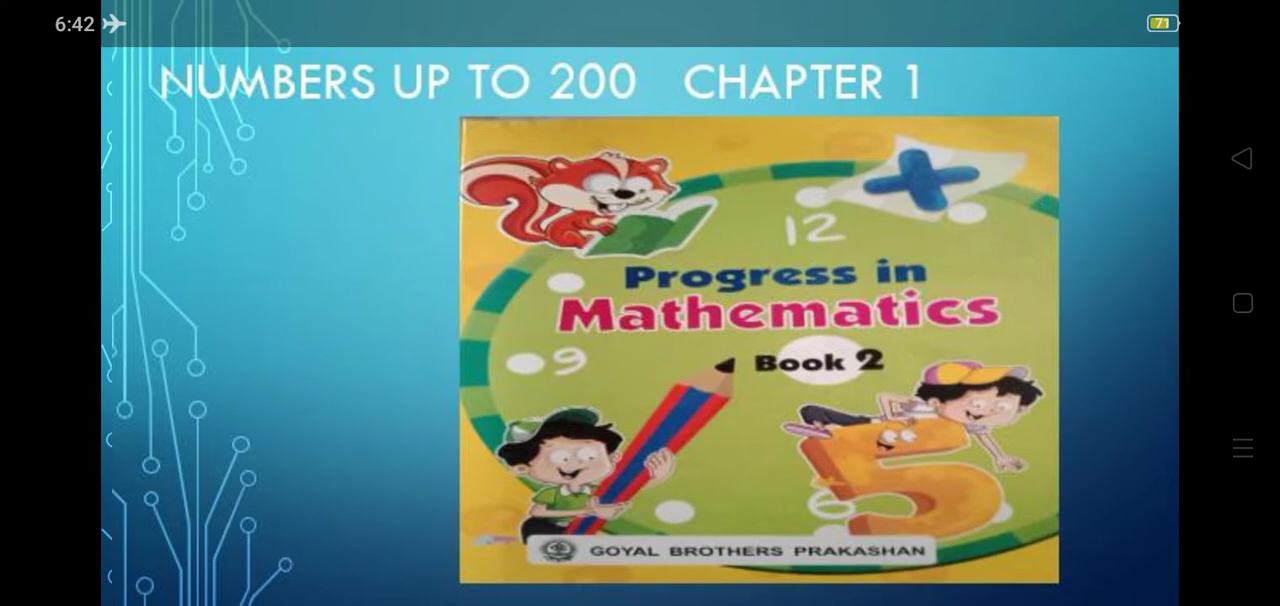 6:42
71
NUMBERS UP TO 200 CHAPTER 1
12
Progress in
Mathematics
9
Book 2
5
6
GOYAL BROTHERS PRAKASHAN